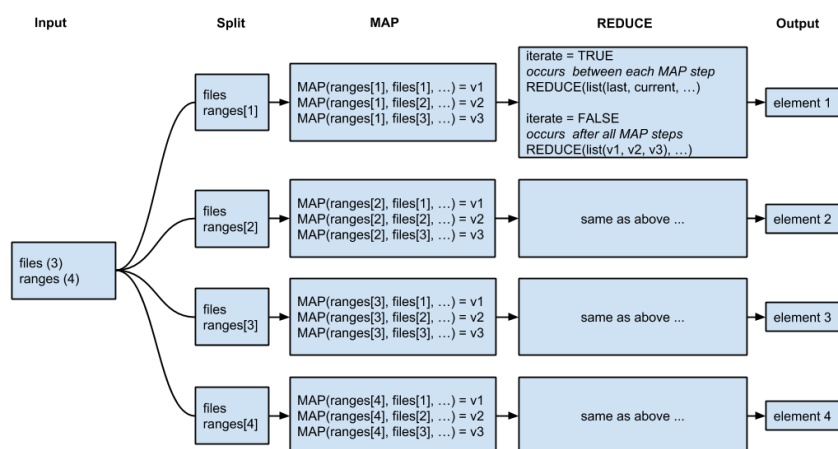 Input
Split
MAP
REDUCE
Output
files (3)
ranges (4)
files
ranges[1]
MAP(ranges[1], files[1], …) = v1
MAP(ranges[1], files[2], …) = v2
MAP(ranges[1], files[3], …) = v3
iterate = TRUE
occurs between each MAP step
REDUCE(list(last, current, …)
iterate = FALSE
occurs after all MAP steps
REDUCE(list(v1, v2, v3), …)
element 1
files
ranges[2]
MAP(ranges[2], files[1], …) = v1
MAP(ranges[2], files[2], …) = v2
MAP(ranges[2], files[3], …) = v3
same as above ...
element 2
files
ranges[3]
MAP(ranges[3], files[1], …) = v1
MAP(ranges[3], files[2], …) = v2
MAP(ranges[3], files[3], …) = v3
same as above ...
element 3
files
ranges[4]
MAP(ranges[4], files[1], …) = v1
MAP(ranges[4], files[2], …) = v2
MAP(ranges[4], files[3], …) = v3
same as above ...
element 4